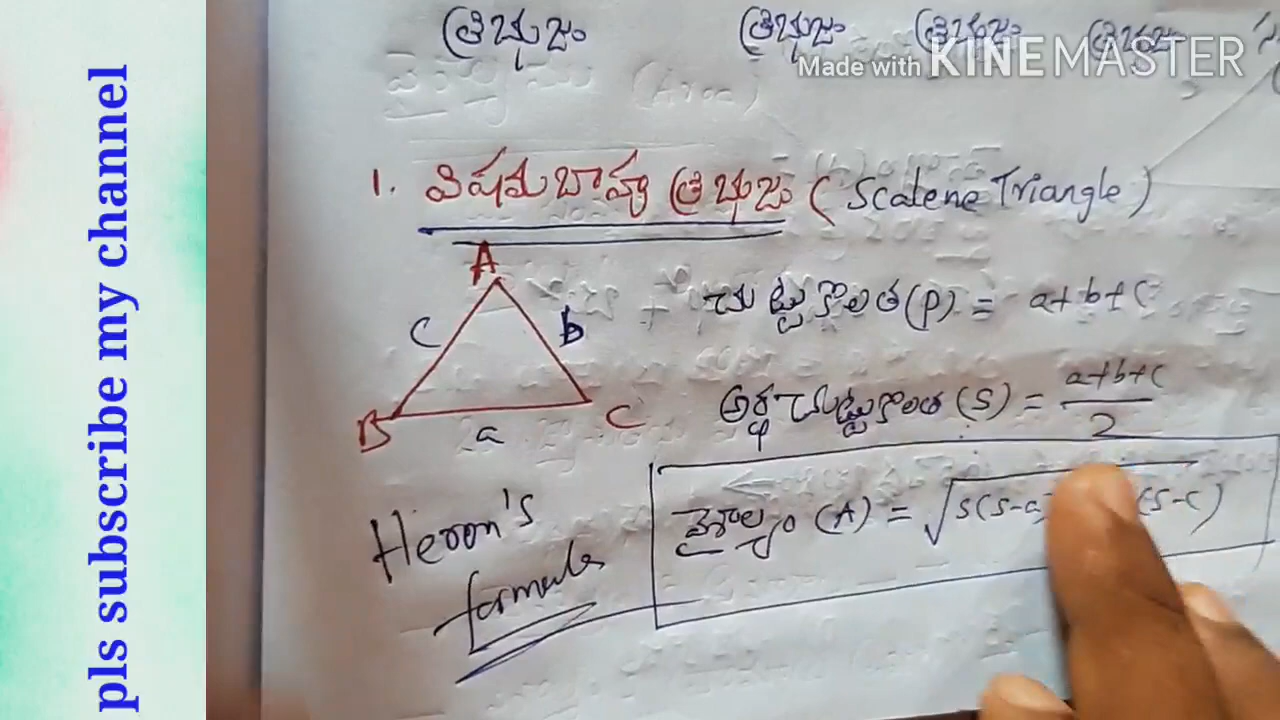 pls subscribe my channel
త్రిభుజం త్రిభుజం త్రిభుజం త్రిభుజం
Made with KINEMASTER
1. విషమబాహు త్రిభుజం (Scalene Triangle)
A
చుట్టుకొలత (P) = a+b+c
c b
అర్ధచుట్టుకొలత (S) = a+b+c / 2
B a C
వైశాల్యం (A) = √S(S-a) (S-c)
Heron's
formula